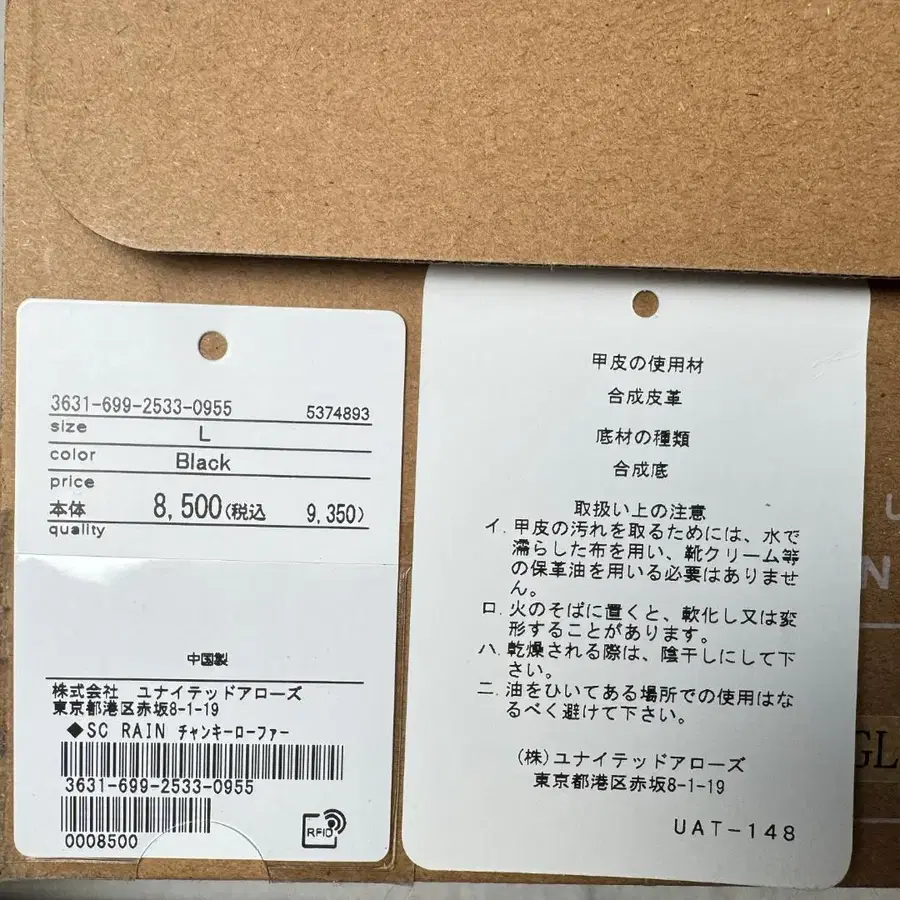 3631-699-2533-0955 5374893
size L
color Black
price
本体 8,500(税込 9,350)
quality
中国製
株式会社 ユナイテッドアローズ
東京都港区赤坂8-1-19
◆SC RAIN チャンキーローファー
3631-699-2533-0955
0008500
RFID
甲皮の使用材
合成皮革
底材の種類
合成底
取扱い上の注意
イ.甲皮の汚れを取るためには、水で
濡らした布を用い、靴クリーム等
の保革油を用いる必要はありませ
ん。
ロ.火のそばに置くと、軟化し又は変
形することがあります。
ハ.乾燥される際は、陰干しにして下
さい。
ニ.油をひいてある場所での使用はな
るべく避けて下さい。
(株)ユナイテッドアローズ
東京都港区赤坂8-1-19
UAT-148
U
N
GL